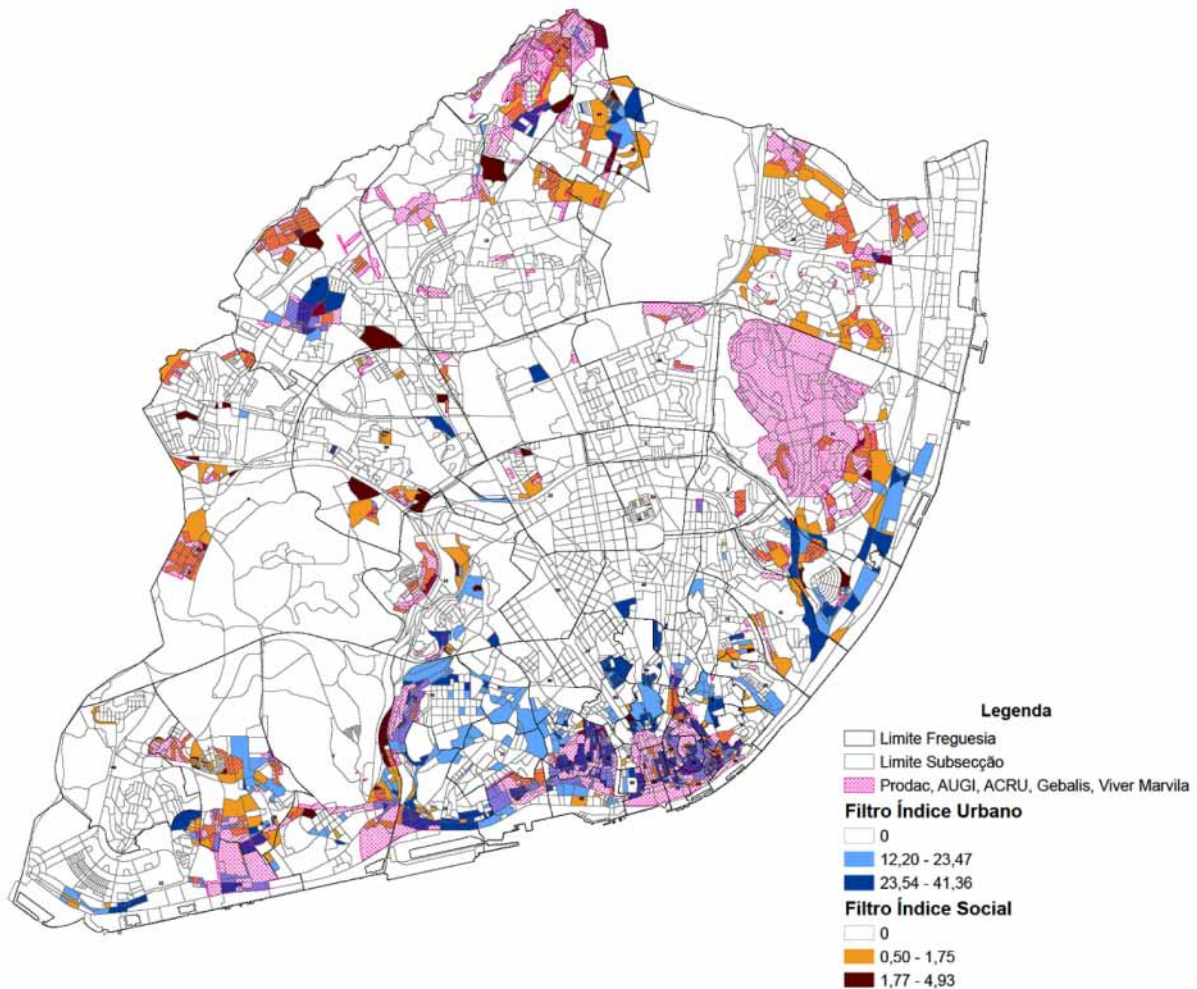 Legenda
Limite Freguesia
Limite Subsecção
Prodac, AUGI, ACRU, Gebalis, Viver Marvila
Filtro Índice Urbano
0
12,20 - 23,47
23,54 - 41,36
Filtro Índice Social
0
0,50 - 1,75
1,77 - 4,93